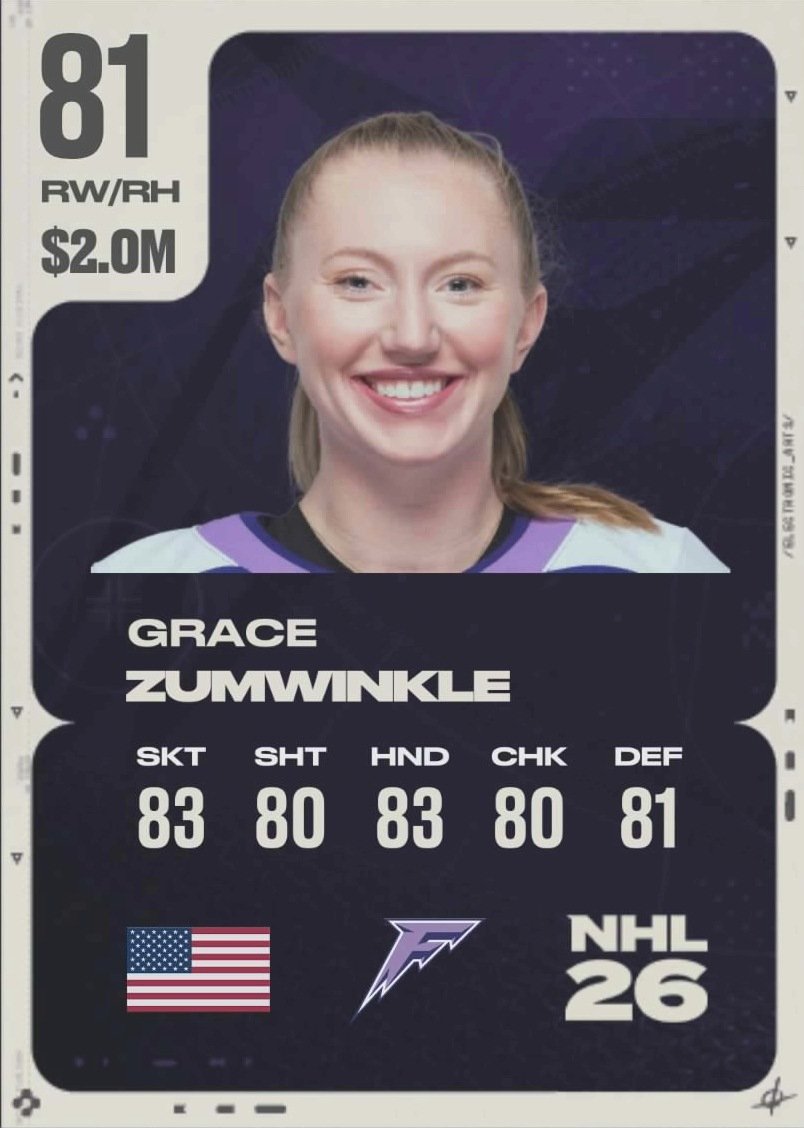 81
RW/RH
$2.0M
GRACE
ZUMWINKLE
SKT SHT HND CHK DEF
83 80 83 80 81
F
NHL
26